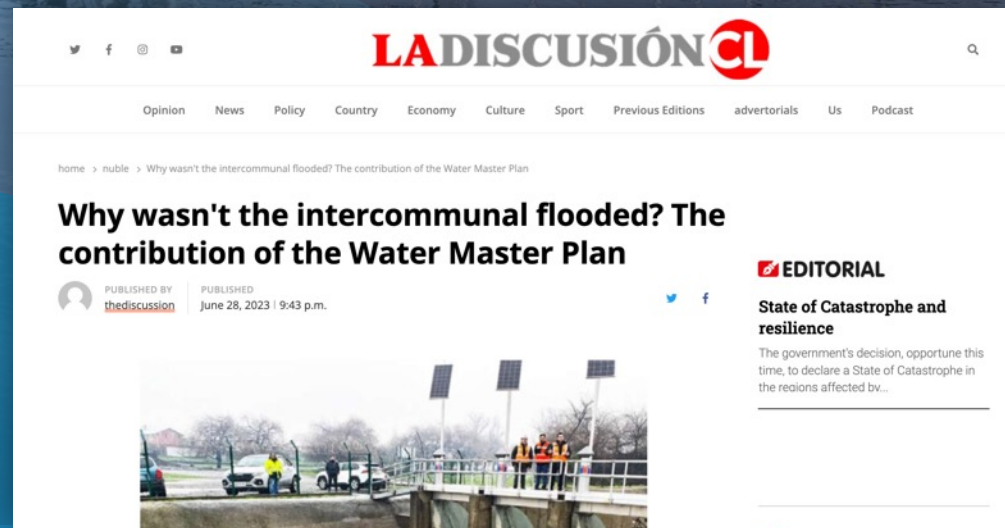 LADISCUSIÓN CL
Opinion News Policy Country Economy Culture Sport Previous Editions advertorials Us Podcast
home > nuble > Why wasn't the intercommunal flooded? The contribution of the Water Master Plan
Why wasn't the intercommunal flooded? The
contribution of the Water Master Plan
PUBLISHED BY
thediscussion
PUBLISHED
June 28, 2023 | 9:43 p.m.
EDITORIAL
State of Catastrophe and
resilience
The government's decision, opportune this
time, to declare a State of Catastrophe in
the regions affected by...